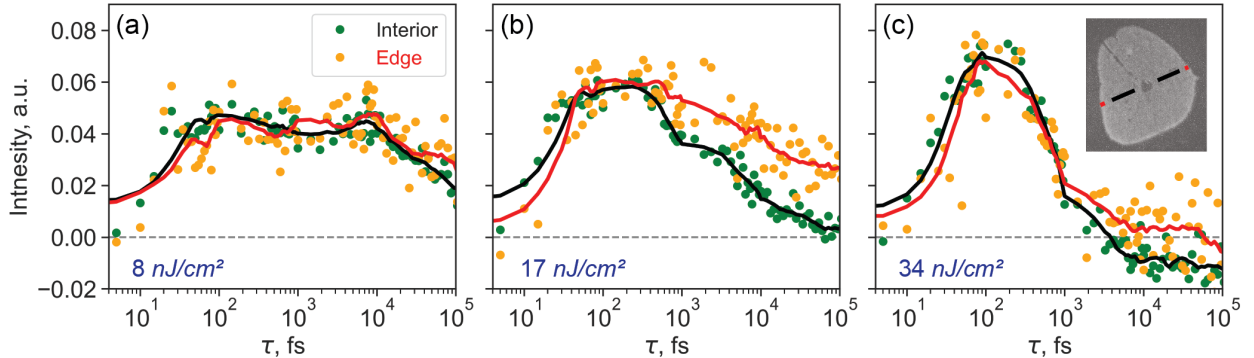 (a)
Interior
Edge
8 nJ/cm²
(b)
17 nJ/cm²
(c)
34 nJ/cm²
Intnesity, a.u.
0.08
0.06
0.04
0.02
0.00
−0.02
10¹ 10² 10³ 10⁴ 10⁵
10¹ 10² 10³ 10⁴ 10⁵
10¹ 10² 10³ 10⁴ 10⁵
τ, fs
τ, fs
τ, fs